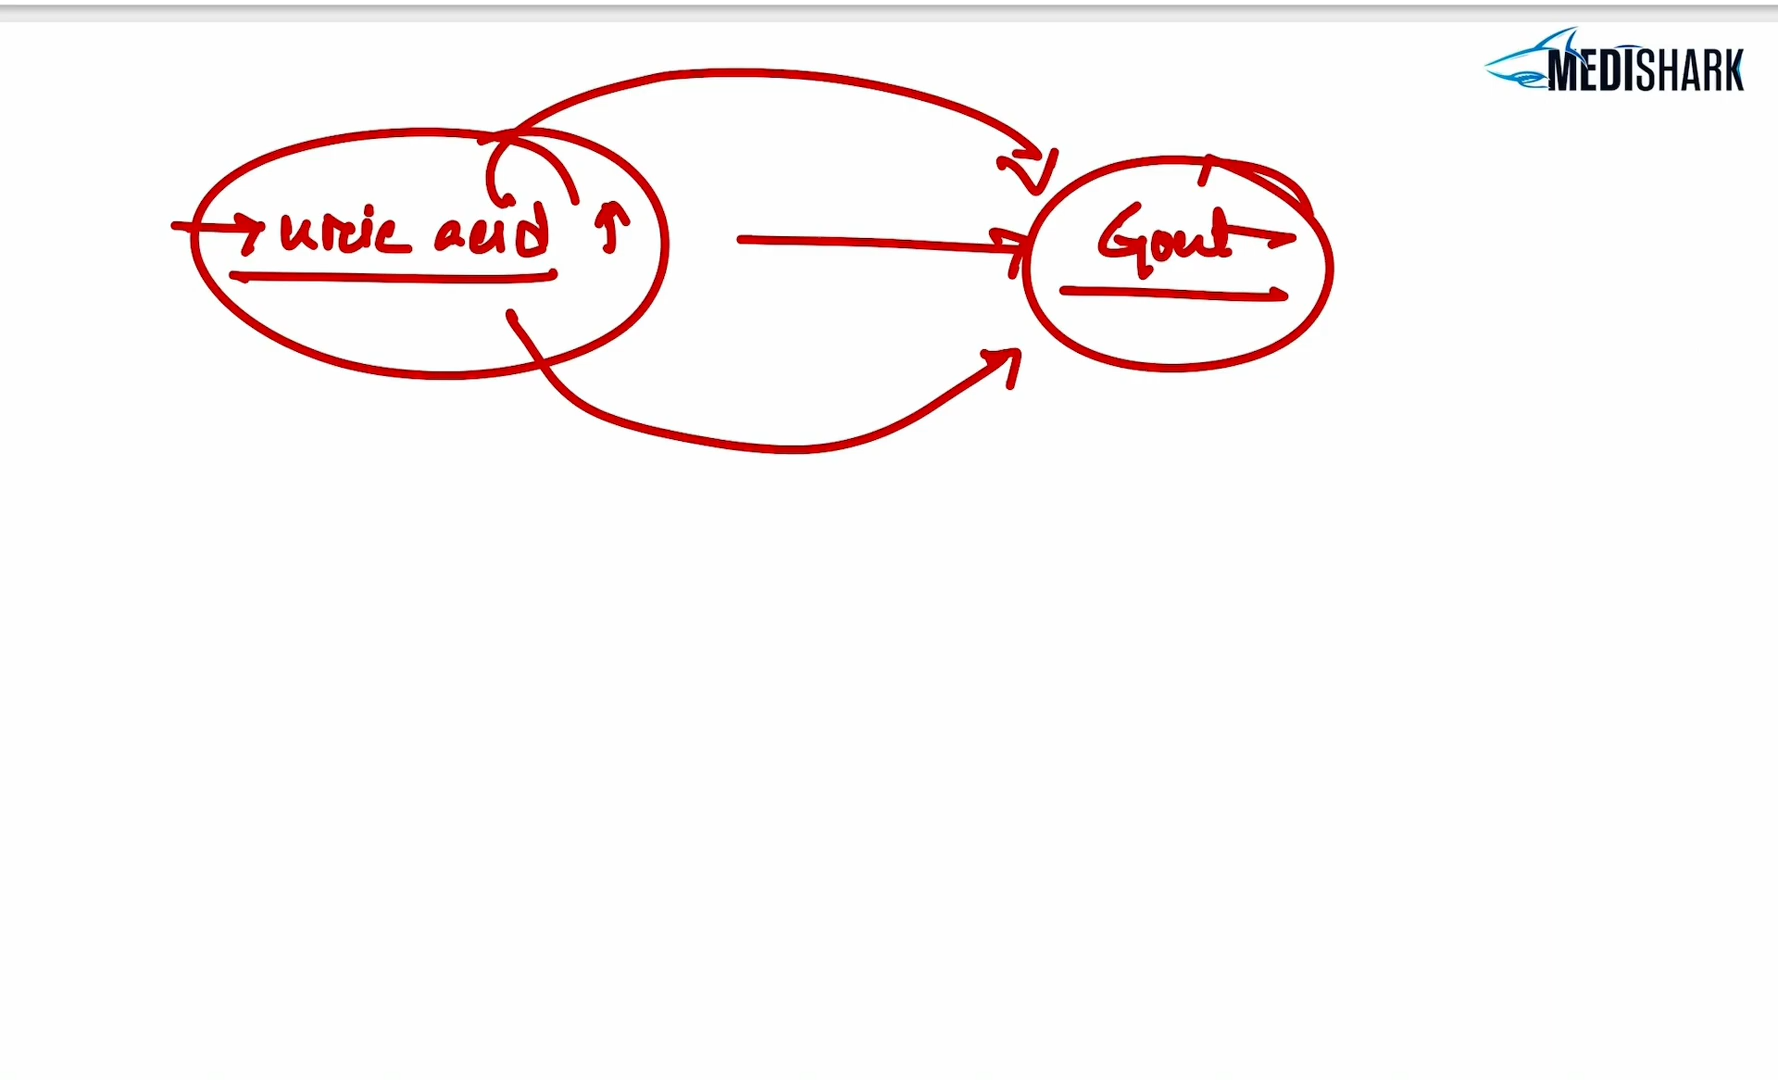 MEDISHARK
→ uric acid ↑ → Gout